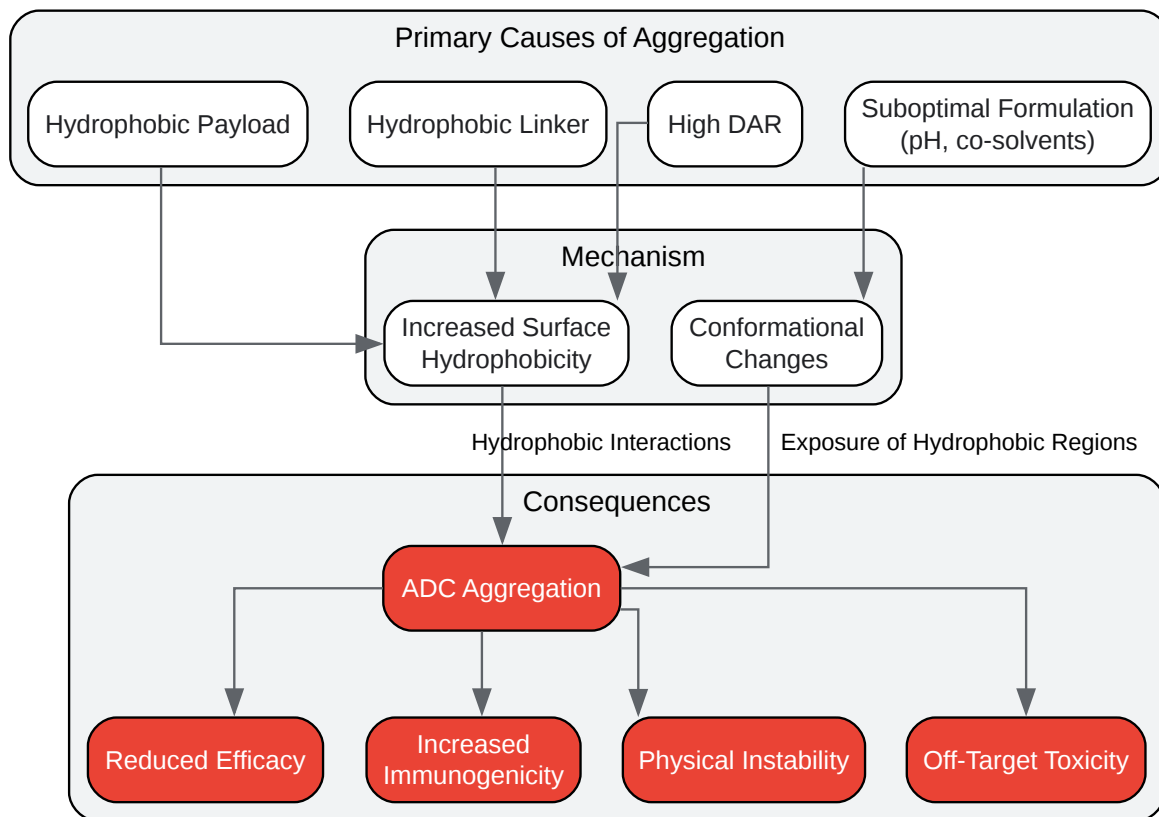 Primary Causes of Aggregation
Hydrophobic Payload
Hydrophobic Linker
High DAR
Suboptimal Formulation
(pH, co-solvents)
Mechanism
Increased Surface
Hydrophobicity
Conformational
Changes
Hydrophobic Interactions
Exposure of Hydrophobic Regions
Consequences
ADC Aggregation
Reduced Efficacy
Increased
Immunogenicity
Physical Instability
Off-Target Toxicity